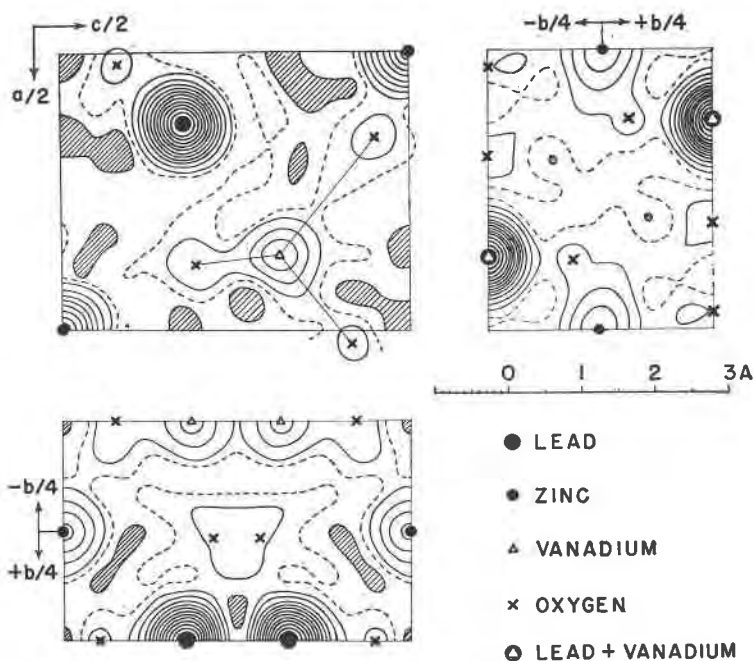 c/2
a/2
-b/4 +b/4
0 1 2 3A
-b/4
+b/4
LEAD
ZINC
VANADIUM
OXYGEN
LEAD + VANADIUM